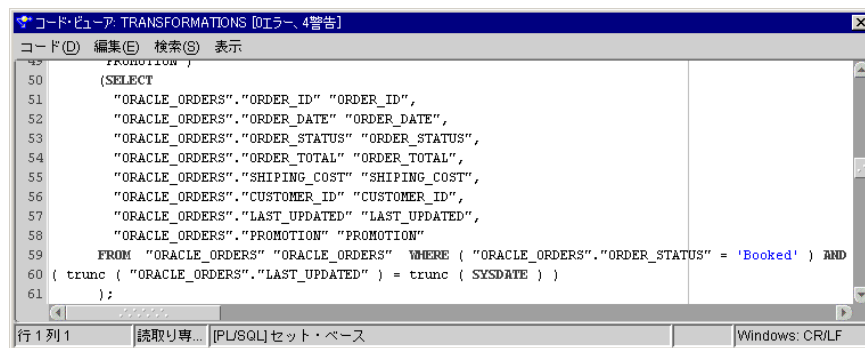 コード・ビューア: TRANSFORMATIONS [0エラー、4警告]
コード(D) 編集(E) 検索(S) 表示
49 "PROMOTION")
50 (SELECT
51 "ORACLE_ORDERS"."ORDER_ID" "ORDER_ID",
52 "ORACLE_ORDERS"."ORDER_DATE" "ORDER_DATE",
53 "ORACLE_ORDERS"."ORDER_STATUS" "ORDER_STATUS",
54 "ORACLE_ORDERS"."ORDER_TOTAL" "ORDER_TOTAL",
55 "ORACLE_ORDERS"."SHIPING_COST" "SHIPING_COST",
56 "ORACLE_ORDERS"."CUSTOMER_ID" "CUSTOMER_ID",
57 "ORACLE_ORDERS"."LAST_UPDATED" "LAST_UPDATED",
58 "ORACLE_ORDERS"."PROMOTION" "PROMOTION"
59 FROM "ORACLE_ORDERS" "ORACLE_ORDERS" WHERE ( "ORACLE_ORDERS"."ORDER_STATUS" = 'Booked' ) AND
60 ( trunc ( "ORACLE_ORDERS"."LAST_UPDATED" ) = trunc ( SYSDATE ) )
61 );
行 1 列 1 読取り専... [PL/SQL] セット・ベース Windows: CR/LF